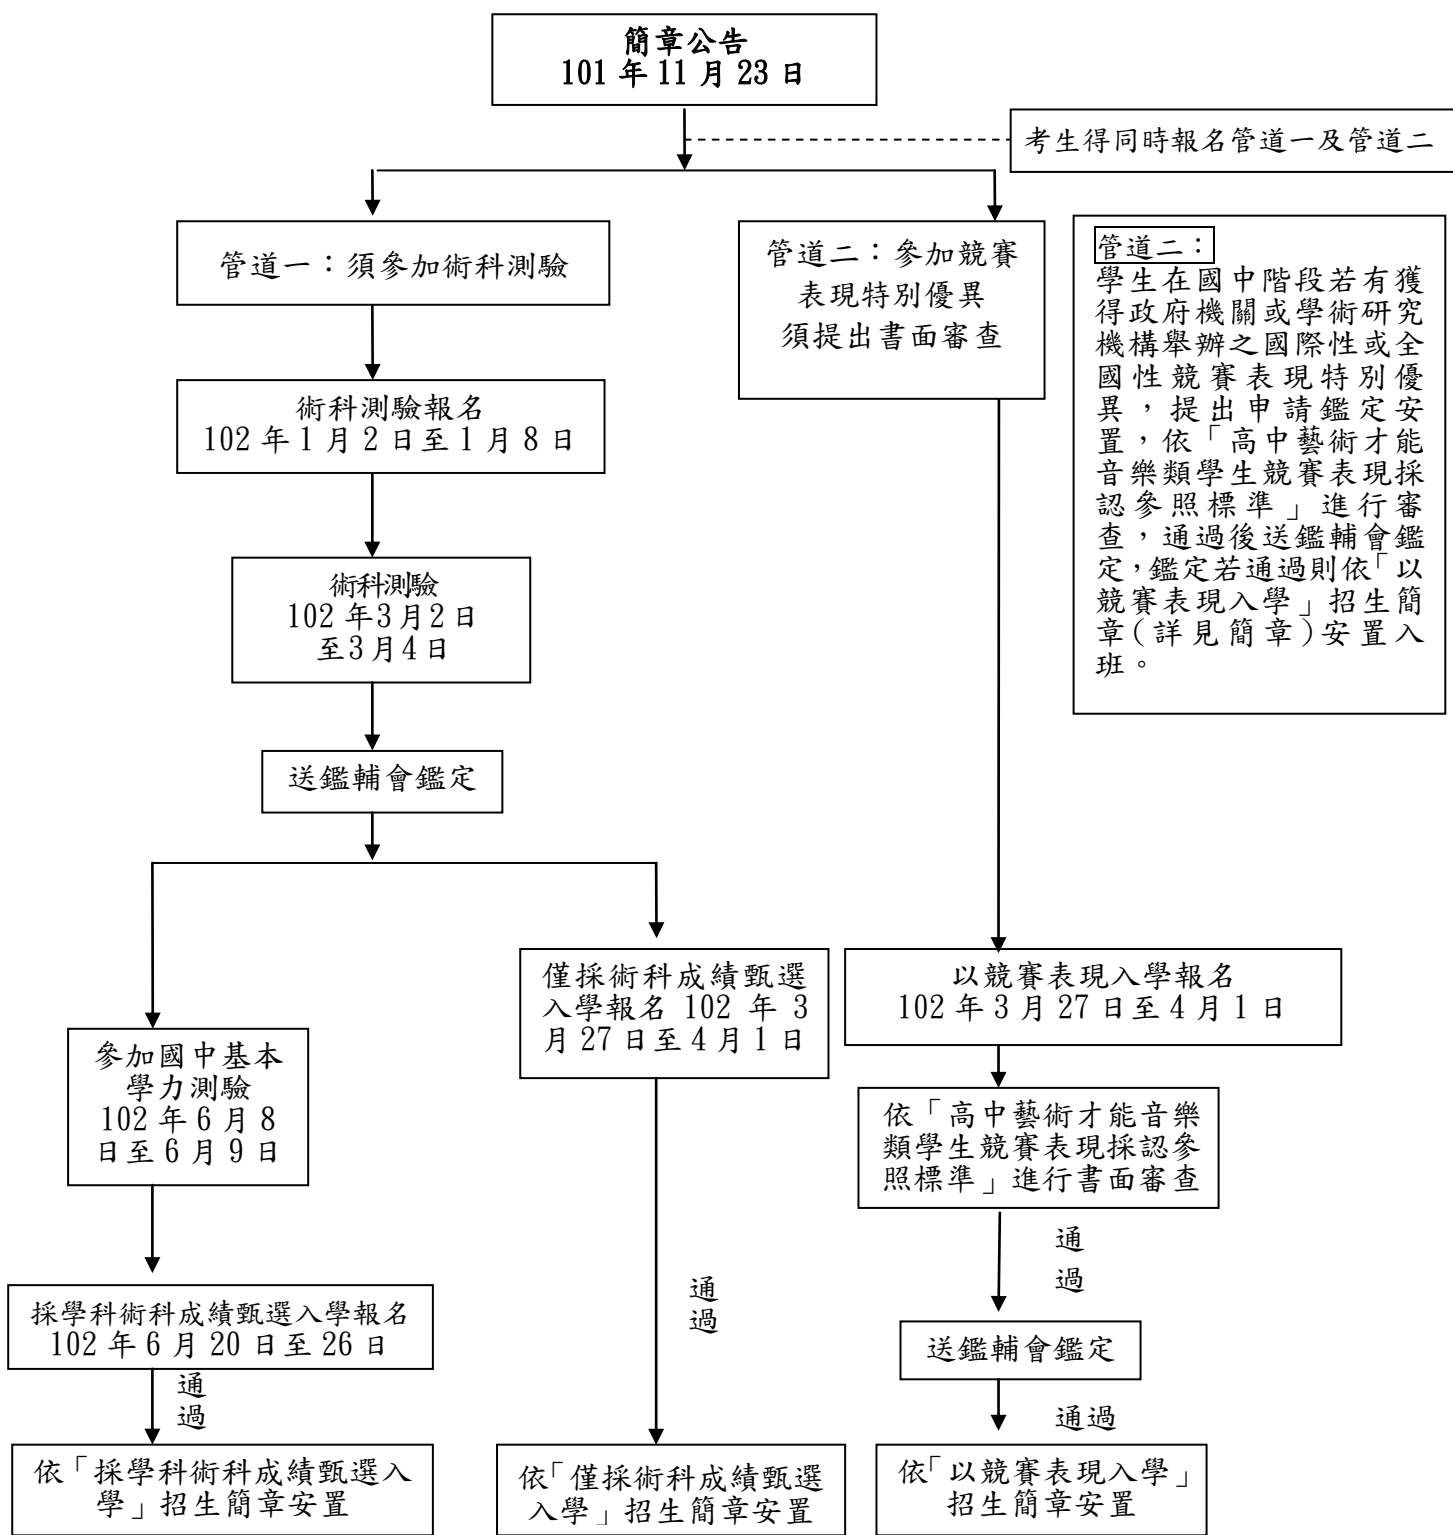 簡章公告
101 年 11 月 23 日
考生得同時報名管道一及管道二
管道一：須參加術科測驗
管道二：參加競賽
表現特別優異
須提出書面審查
管道二：
學生在國中階段若有獲
得政府機關或學術研究
機構舉辦之國際性或全
國性競賽表現特別優
異，提出申請鑑定安
置，依「高中藝術才能
音樂類學生競賽表現採
認參照標準」進行審
查，通過後送鑑輔會鑑
定，鑑定若通過則依「以
競賽表現入學」招生簡
章(詳見簡章)安置入
班。
術科測驗報名
102 年 1 月 2 日至 1 月 8 日
術科測驗
102 年3月2日
至3月4日
送鑑輔會鑑定
僅採術科成績甄選
入學報名 102 年 3
月 27 日至 4 月 1 日
以競賽表現入學報名
102 年 3 月 27 日至 4 月 1 日
參加國中基本
學力測驗
102 年 6 月 8
日至 6 月 9 日
依「高中藝術才能音樂
類學生競賽表現採認參
照標準」進行書面審查
通
過
採學科術科成績甄選入學報名
102 年 6 月 20 日至 26 日
通
過
送鑑輔會鑑定
通
過
通過
依「採學科術科成績甄選入
學」招生簡章安置
依「僅採術科成績甄選
入學」招生簡章安置
依「以競賽表現入學」
招生簡章安置